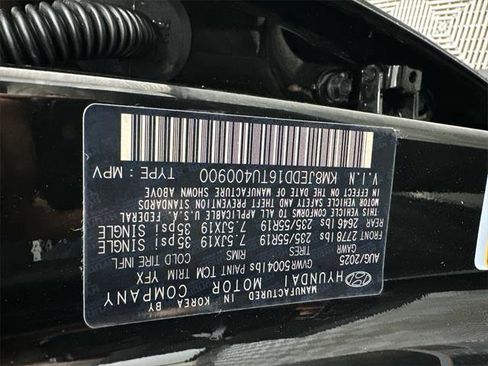 MANUFACTURED IN KOREA BY
HYUNDAI MOTOR COMPANY
AUG/2025 GVWR 5004 lbs PAINT TCM TRIM YFX
GAWR TIRES RIMS COLD TIRE INFL
FRONT 2778 lbs 235/55R19 7.5JX19 35psi SINGLE
REAR 2646 lbs 235/55R19 7.5JX19 35psi SINGLE
THIS VEHICLE CONFORMS TO ALL APPLICABLE U.S.A. FEDERAL
MOTOR VEHICLE SAFETY AND THEFT PREVENTION STANDARDS
IN EFFECT ON THE DATE OF MANUFACTURE SHOWN ABOVE
V.I.N. KM8JEDD16TU400900 TYPE : MPV